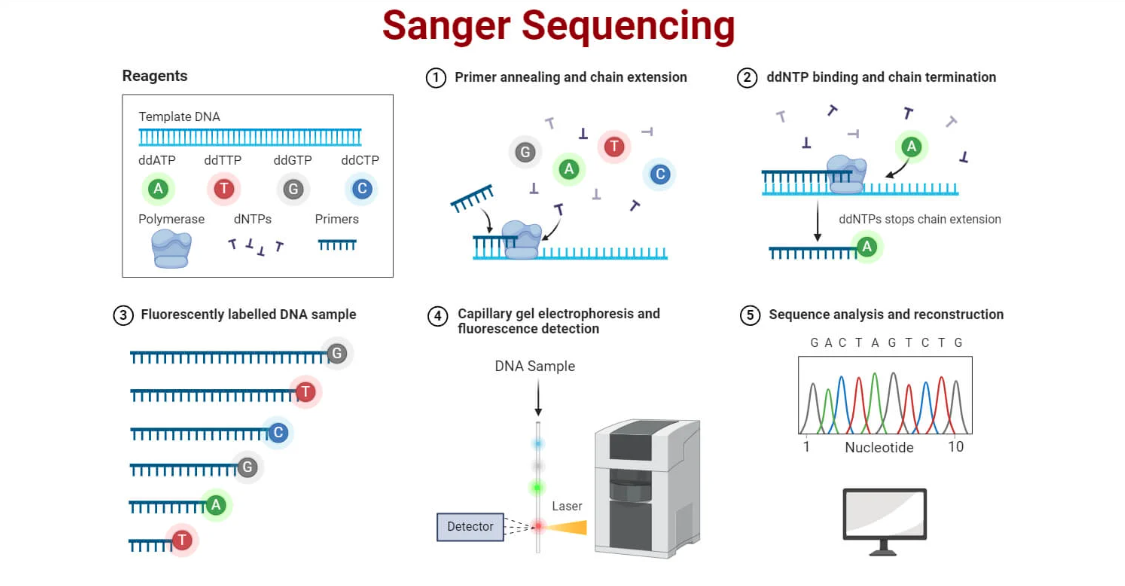 Sanger Sequencing
Reagents
Template DNA
ddATP ddTTP ddGTP ddCTP
A T G C
Polymerase dNTPs Primers
T T T T
1 Primer annealing and chain extension
T T T T
G A T C
T T T T
2 ddNTP binding and chain termination
T T T T
T T A T
ddNTPs stops chain extension
A
3 Fluorescently labelled DNA sample
G
T
C
G
A
T
4 Capillary gel electrophoresis and
fluorescence detection
DNA Sample
Laser
Detector
5 Sequence analysis and reconstruction
G A C T A G T C T G
1 Nucleotide 10